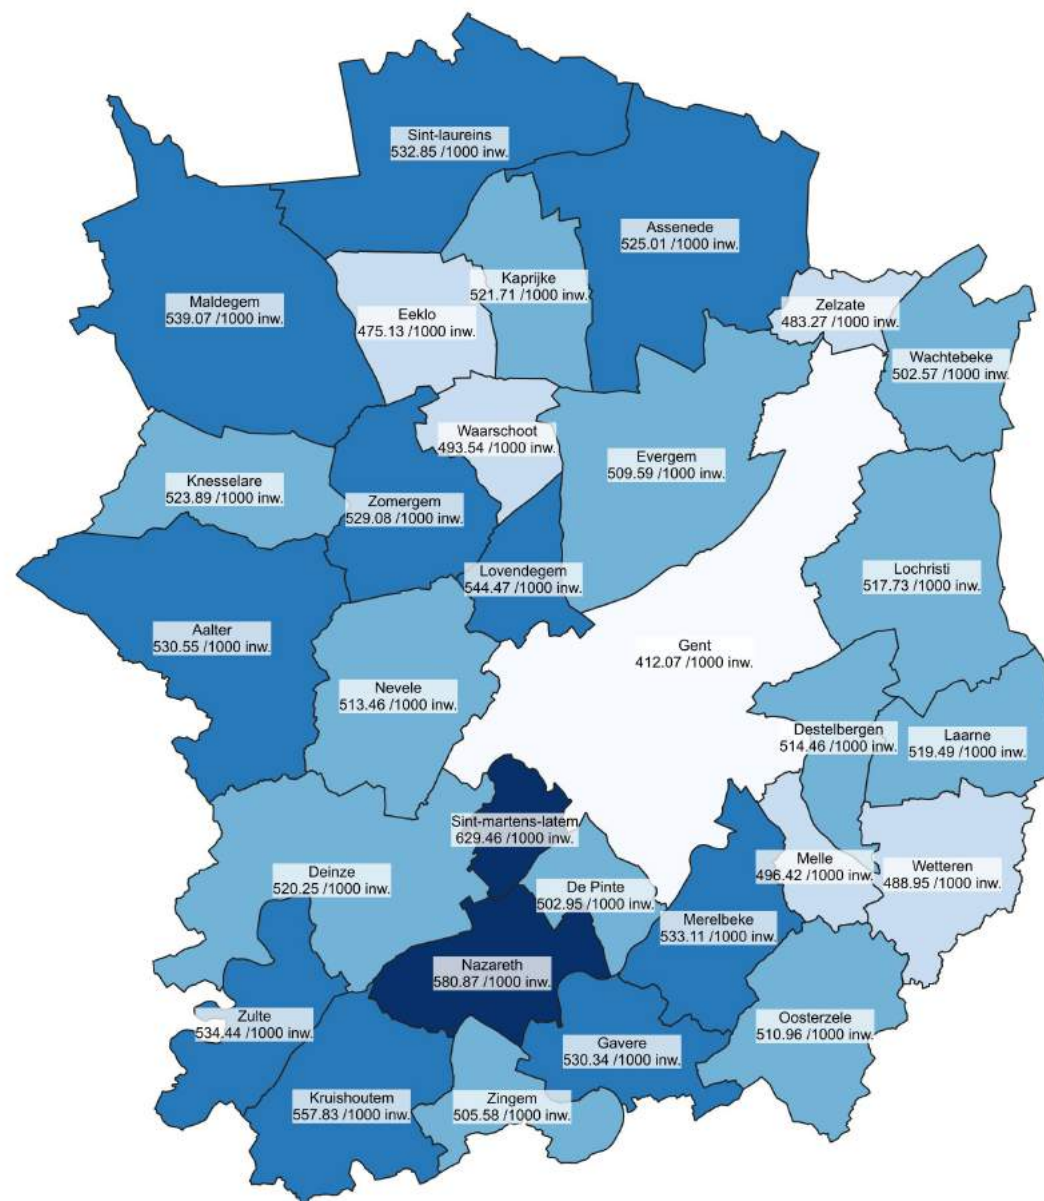 Sint-laureins
532.85 /1000 inw.
Assenede
525.01 /1000 inw.
Kaprijke
521.71 /1000 inw.
Maldegem
539.07 /1000 inw.
Eeklo
475.13 /1000 inw.
Zelzate
483.27 /1000 inw.
Wachtebeke
502.57 /1000 inw.
Waarschoot
493.54 /1000 inw.
Evergem
509.59 /1000 inw.
Knesselare
523.89 /1000 inw.
Zomergem
529.08 /1000 inw.
Lovendegem
544.47 /1000 inw.
Lochristi
517.73 /1000 inw.
Aalter
530.55 /1000 inw.
Gent
412.07 /1000 inw.
Nevele
513.46 /1000 inw.
Destelbergen
514.46 /1000 inw.
Laarne
519.49 /1000 inw.
Sint-martens-latem
629.46 /1000 inw.
Deinze
520.25 /1000 inw.
De Pinte
502.95 /1000 inw.
Melle
496.42 /1000 inw.
Wetteren
488.95 /1000 inw.
Merelbeke
533.11 /1000 inw.
Nazareth
580.87 /1000 inw.
Zulte
534.44 /1000 inw.
Oosterzele
510.96 /1000 inw.
Gavere
530.34 /1000 inw.
Kruishoutem
557.83 /1000 inw.
Zingem
505.58 /1000 inw.